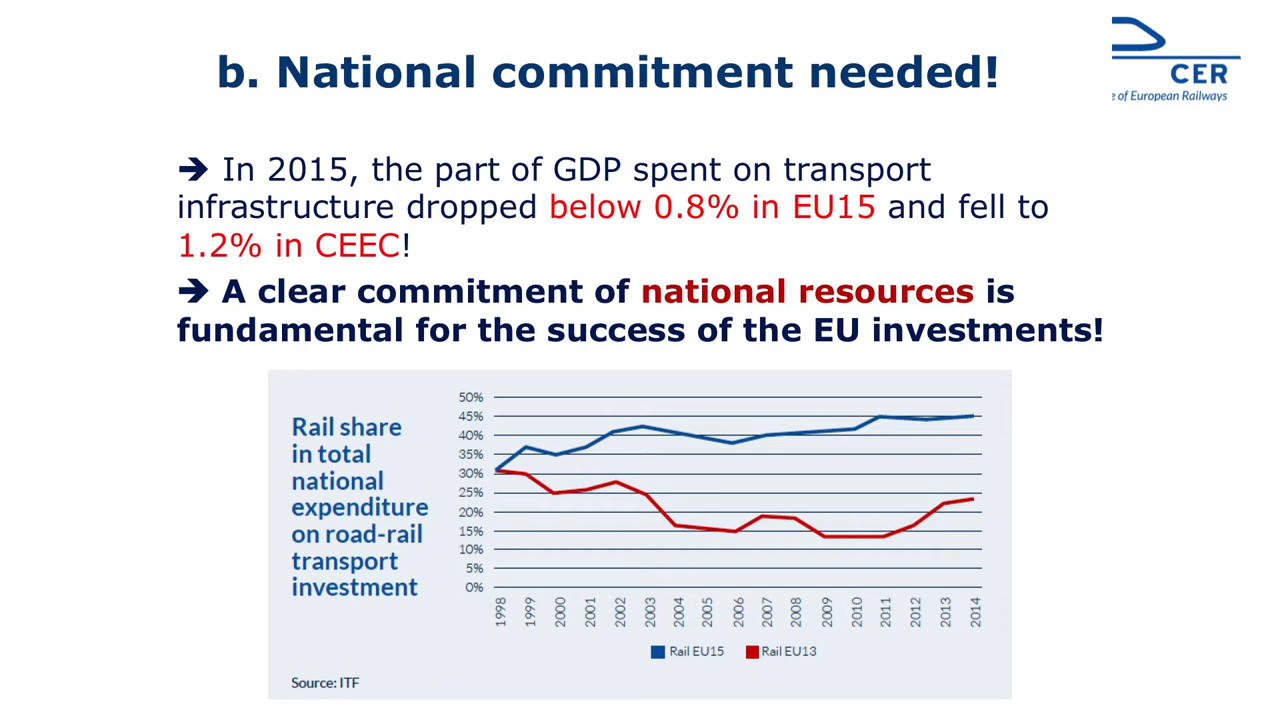 b. National commitment needed!
CER
e of European Railways
➔ In 2015, the part of GDP spent on transport
infrastructure dropped below 0.8% in EU15 and fell to
1.2% in CEEC!
➔ A clear commitment of national resources is
fundamental for the success of the EU investments!
Rail share
in total
national
expenditure
on road-rail
transport
investment
50%
45%
40%
35%
30%
25%
20%
15%
10%
5%
0%
1998 1999 2000 2001 2002 2003 2004 2005 2006 2007 2008 2009 2010 2011 2012 2013 2014
Rail EU15 Rail EU13
Source: ITF